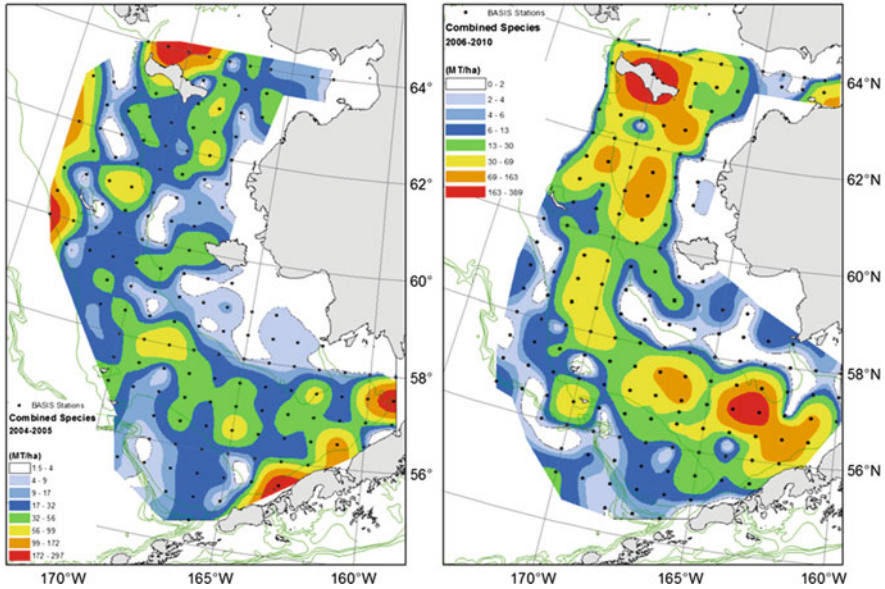 • BASIS Stations
Combined Species
2004-2005
(MT/ha)
1.5 - 4
4 - 9
9 - 17
17 - 32
32 - 56
56 - 99
99 - 172
172 - 297
64°
62°
60°
58°
56°
170°W
165°W
160°W
• BASIS Stations
Combined Species
2006-2010
(MT/ha)
0 - 2
2 - 4
4 - 6
6 - 13
13 - 30
30 - 69
69 - 163
163 - 389
64°
62°
60°
58°
56°
170°W
165°W
160°W